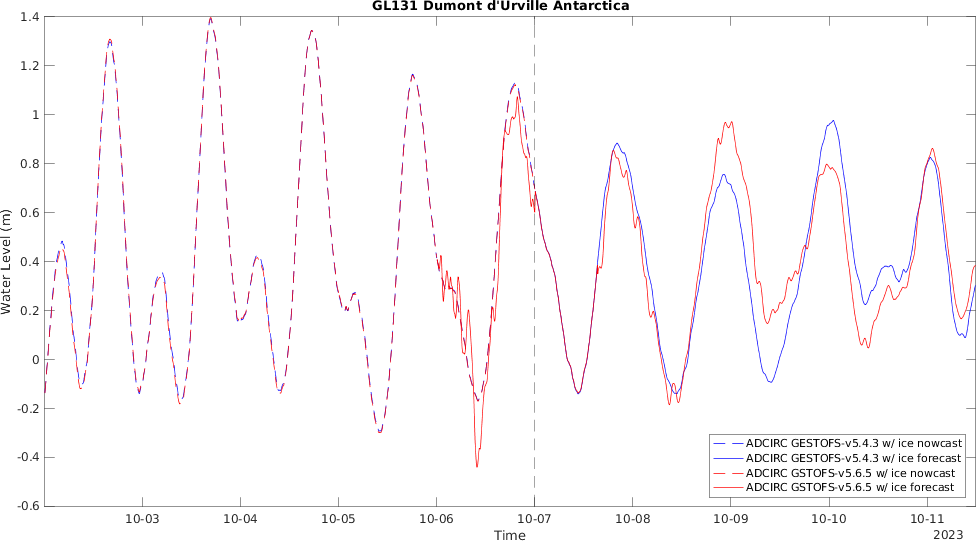 GL131 Dumont d'Urville Antarctica
1.4
1.2
1
0.8
0.6
0.4
0.2
0
-0.2
-0.4
-0.6
Water Level (m)
ADCIRC GESTOFS-v5.4.3 w/ ice nowcast
ADCIRC GESTOFS-v5.4.3 w/ ice forecast
ADCIRC GSTOFS-v5.6.5 w/ ice nowcast
ADCIRC GSTOFS-v5.6.5 w/ ice forecast
10-03 10-04 10-05 10-06 10-07 10-08 10-09 10-10 10-11
Time
2023